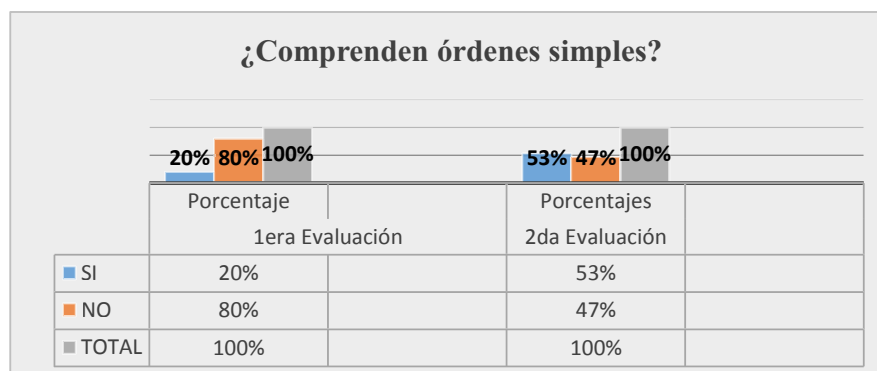 ¿Comprenden órdenes simples?
20% 80% 100% 53% 47% 100%
Porcentaje Porcentajes
1era Evaluación 2da Evaluación
SI 20% 53%
NO 80% 47%
TOTAL 100% 100%